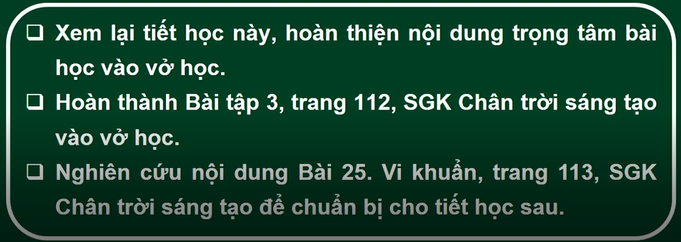 Xem lại tiết học này, hoàn thiện nội dung trọng tâm bài
học vào vở học.
Hoàn thành Bài tập 3, trang 112, SGK Chân trời sáng tạo
vào vở học.
Nghiên cứu nội dung Bài 25. Vi khuẩn, trang 113, SGK
Chân trời sáng tạo để chuẩn bị cho tiết học sau.